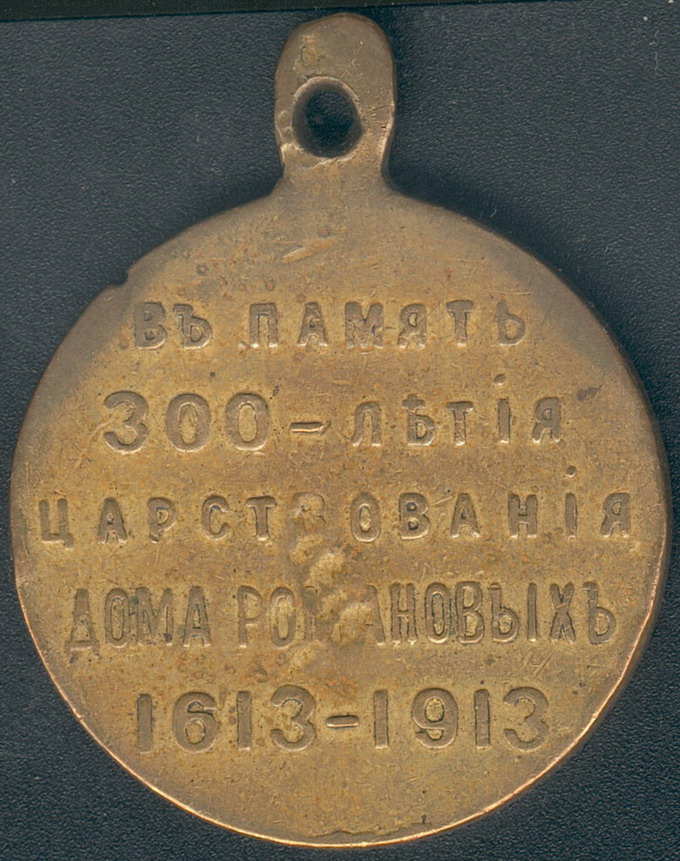 ВЪ ПАМЯТЬ
300-ЛѢТІЯ
ЦАРСТВОВАНІЯ
ДОМА РОМАНОВЫХЪ
1613-1913